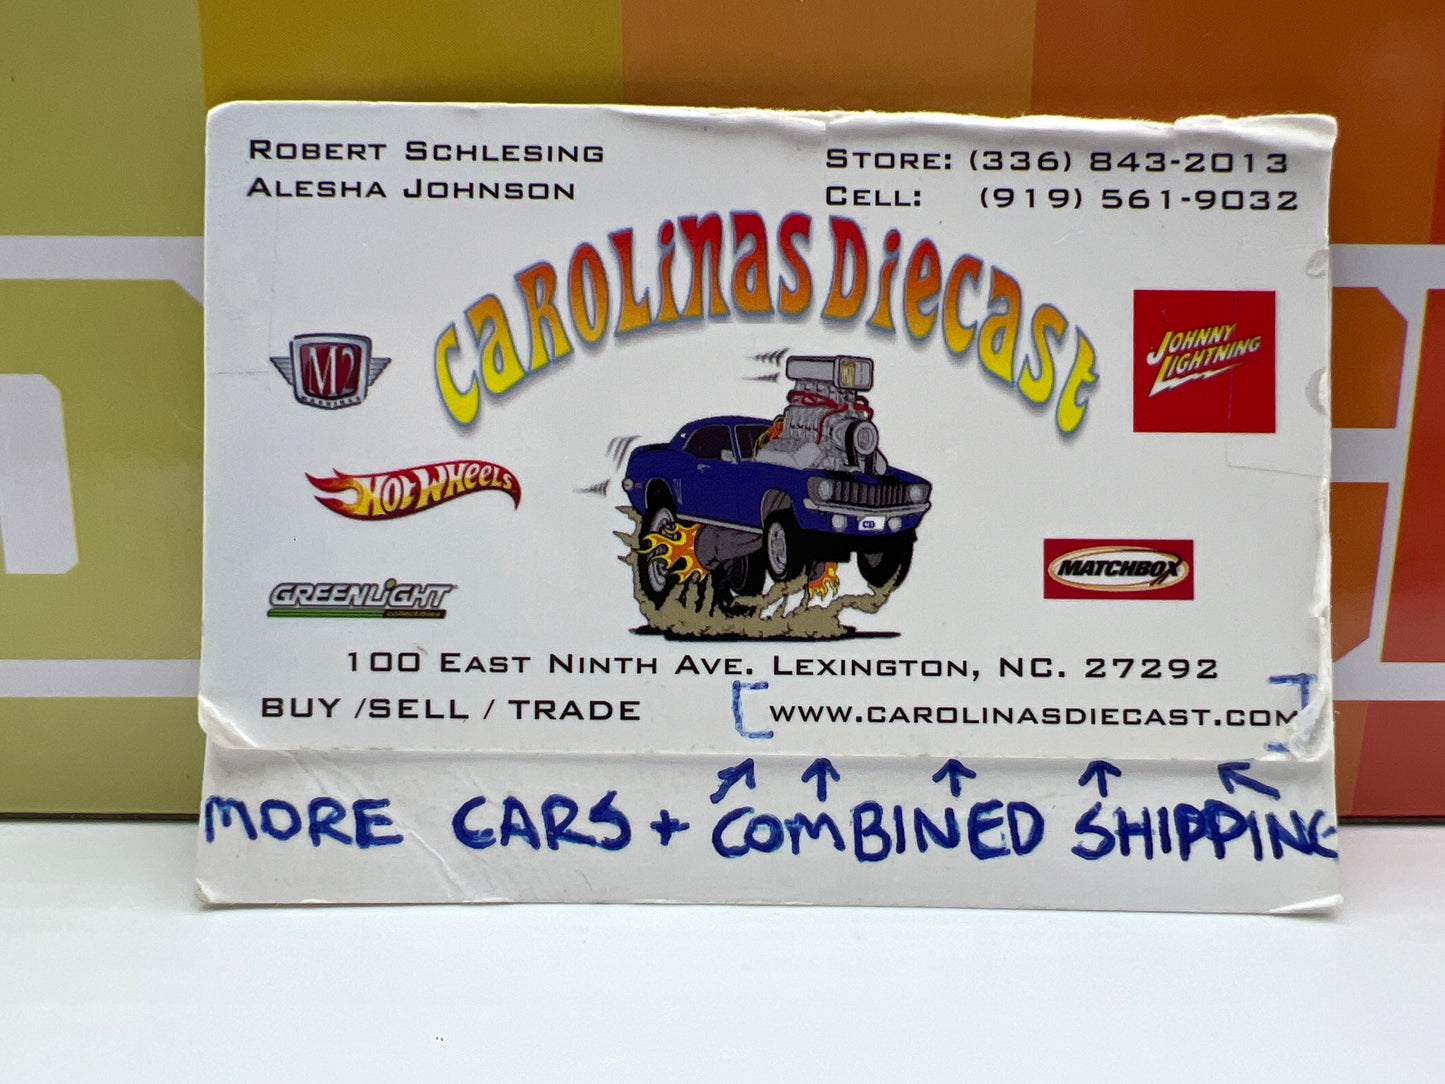 ROBERT SCHLESING
ALESHA JOHNSON
STORE: (336) 843-2013
CELL: (919) 561-9032
CAROLINAS DIECAST
M2
MACHINES
JOHNNY
LIGHTNING
HOT WHEELS
GREENLIGHT
MATCHBOX
100 EAST NINTH AVE. LEXINGTON, NC. 27292
BUY /SELL / TRADE
[ WWW.CAROLINASDIECAST.COM ]
MORE CARS + COMBINED SHIPPING